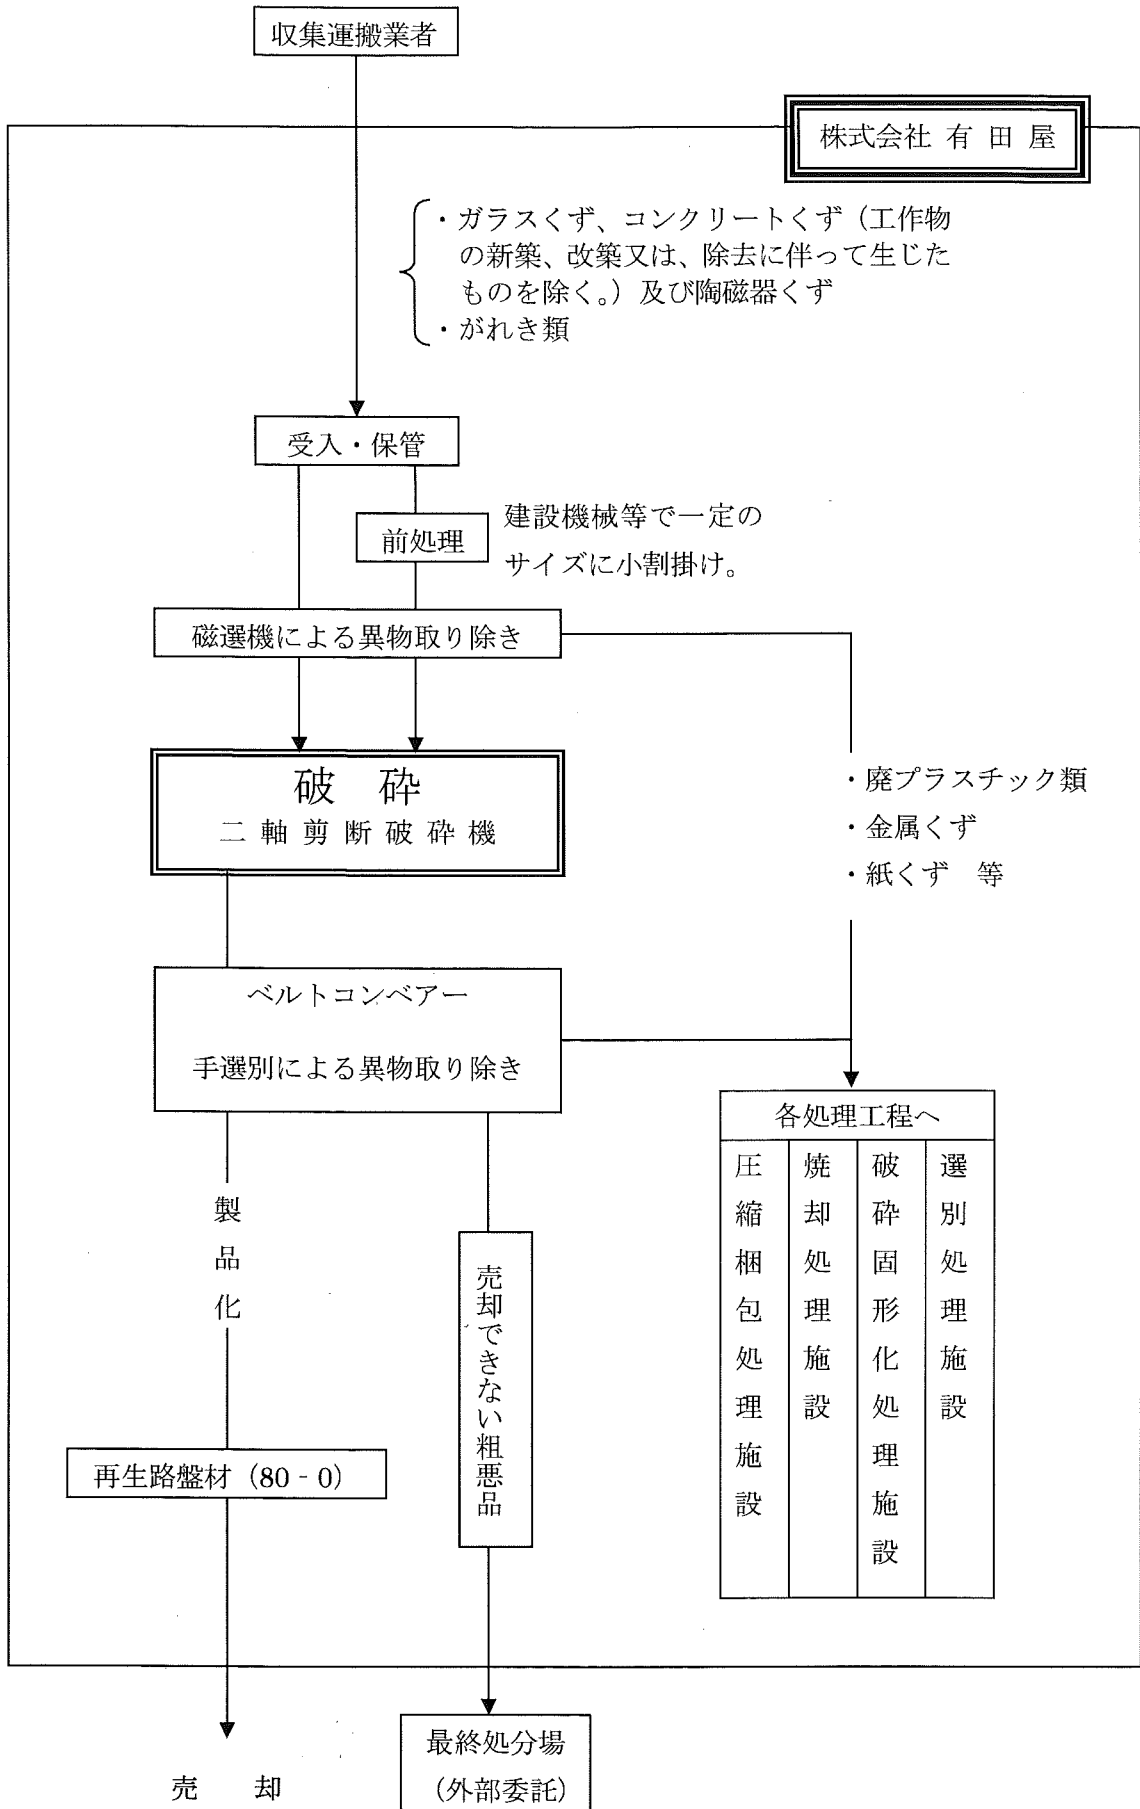 収集運搬業者
株式会社 有 田 屋
・ガラスくず、コンクリートくず（工作物
の新築、改築又は、除去に伴って生じた
ものを除く。）及び陶磁器くず
・がれき類
受入・保管
前処理
建設機械等で一定の
サイズに小割掛け。
磁選機による異物取り除き
破 砕
二 軸 剪 断 破 砕 機
・廃プラスチック類
・金属くず
・紙くず 等
ベルトコンベアー
手選別による異物取り除き
各処理工程へ
圧縮梱包処理施設
焼却処理施設
破砕固形化処理施設
選別処理施設
製品化
売却できない粗悪品
再生路盤材（80‐0）
売 却
最終処分場
（外部委託）